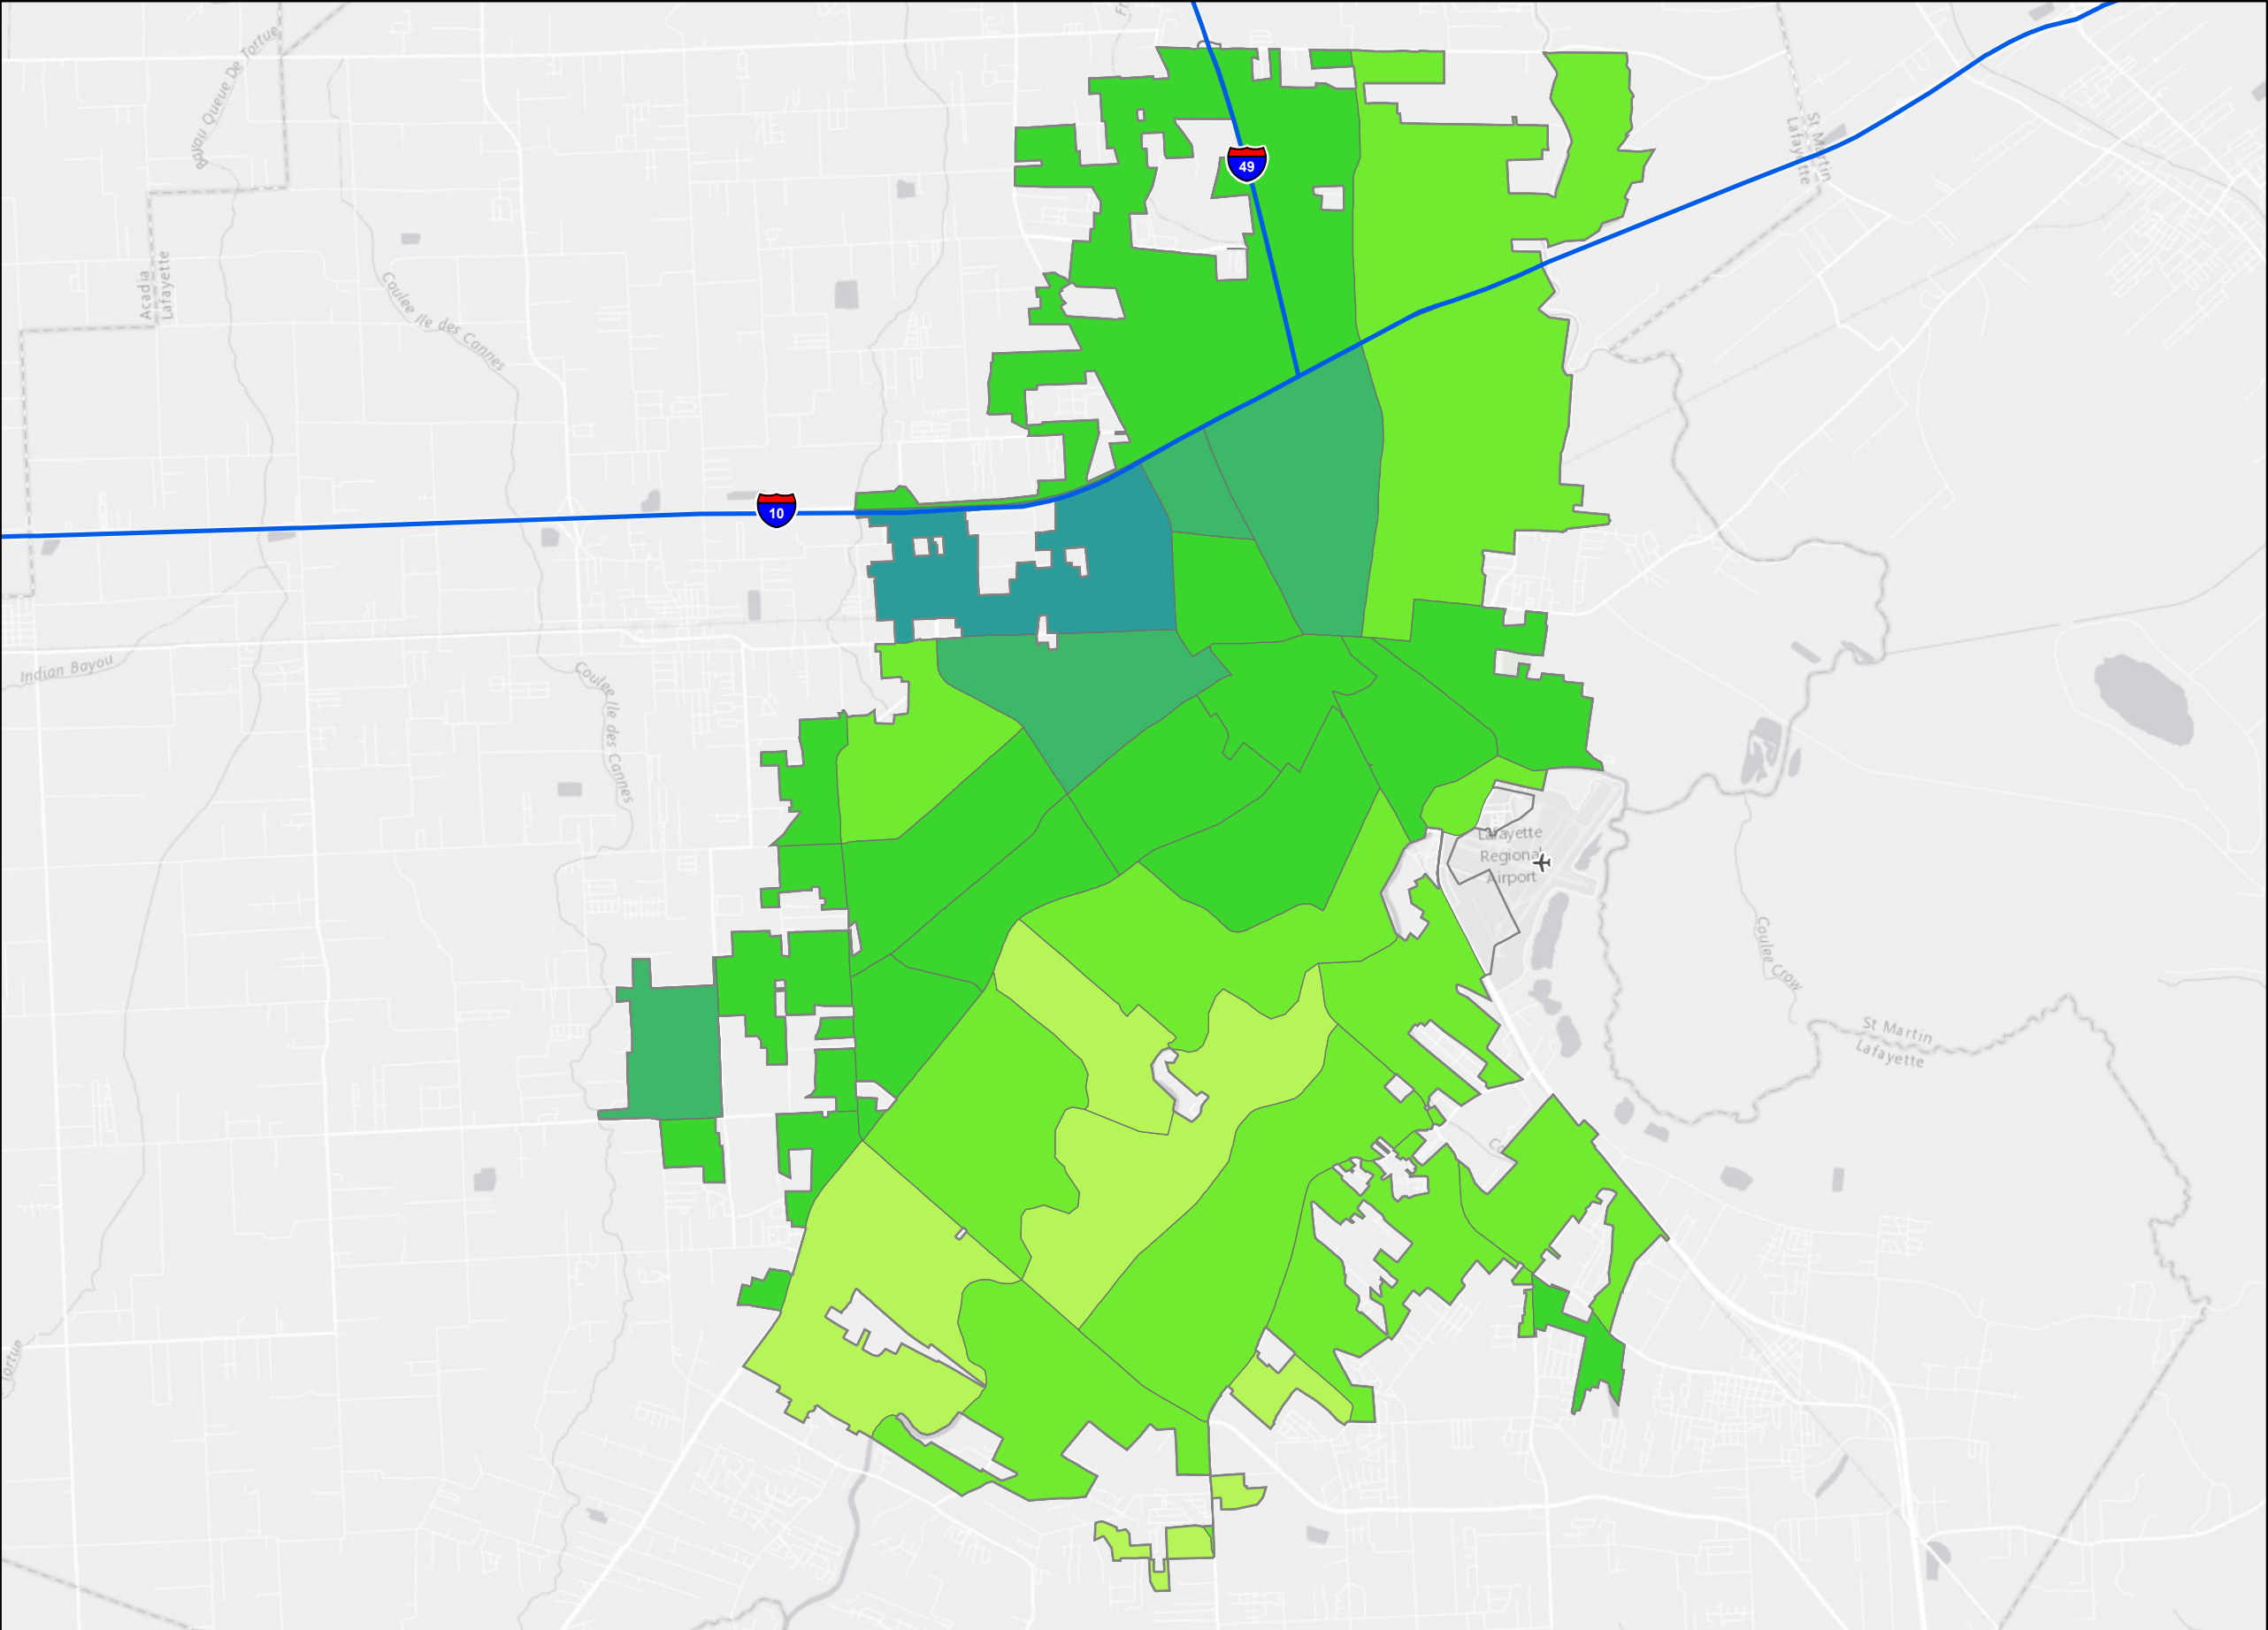 Bayou Queue De Tortue
St Martin
Lafayette
49
Acadia
Lafayette
Coulee Ile des Cannes
10
Indian Bayou
Coulee Ile des Cannes
Lafayette
Regional
Airport
Coulee Crow
St Martin
Lafayette
Tortue